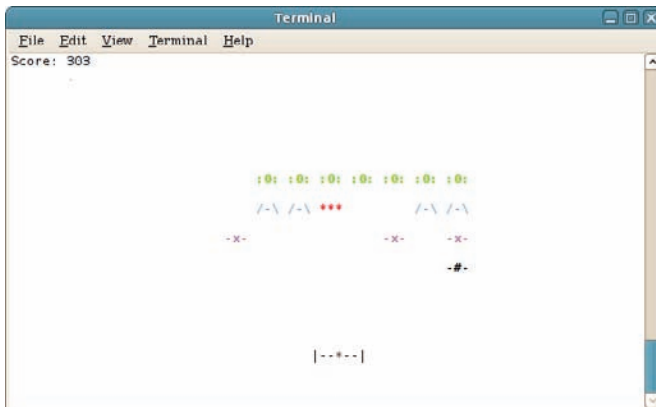 Terminal
File Edit View Terminal Help
Score: 303
:0: :0: :0: :0: :0: :0: :0:
/-\ /-\ *** /-\ /-\
-x- -x- -x-
-#-
|--*--|